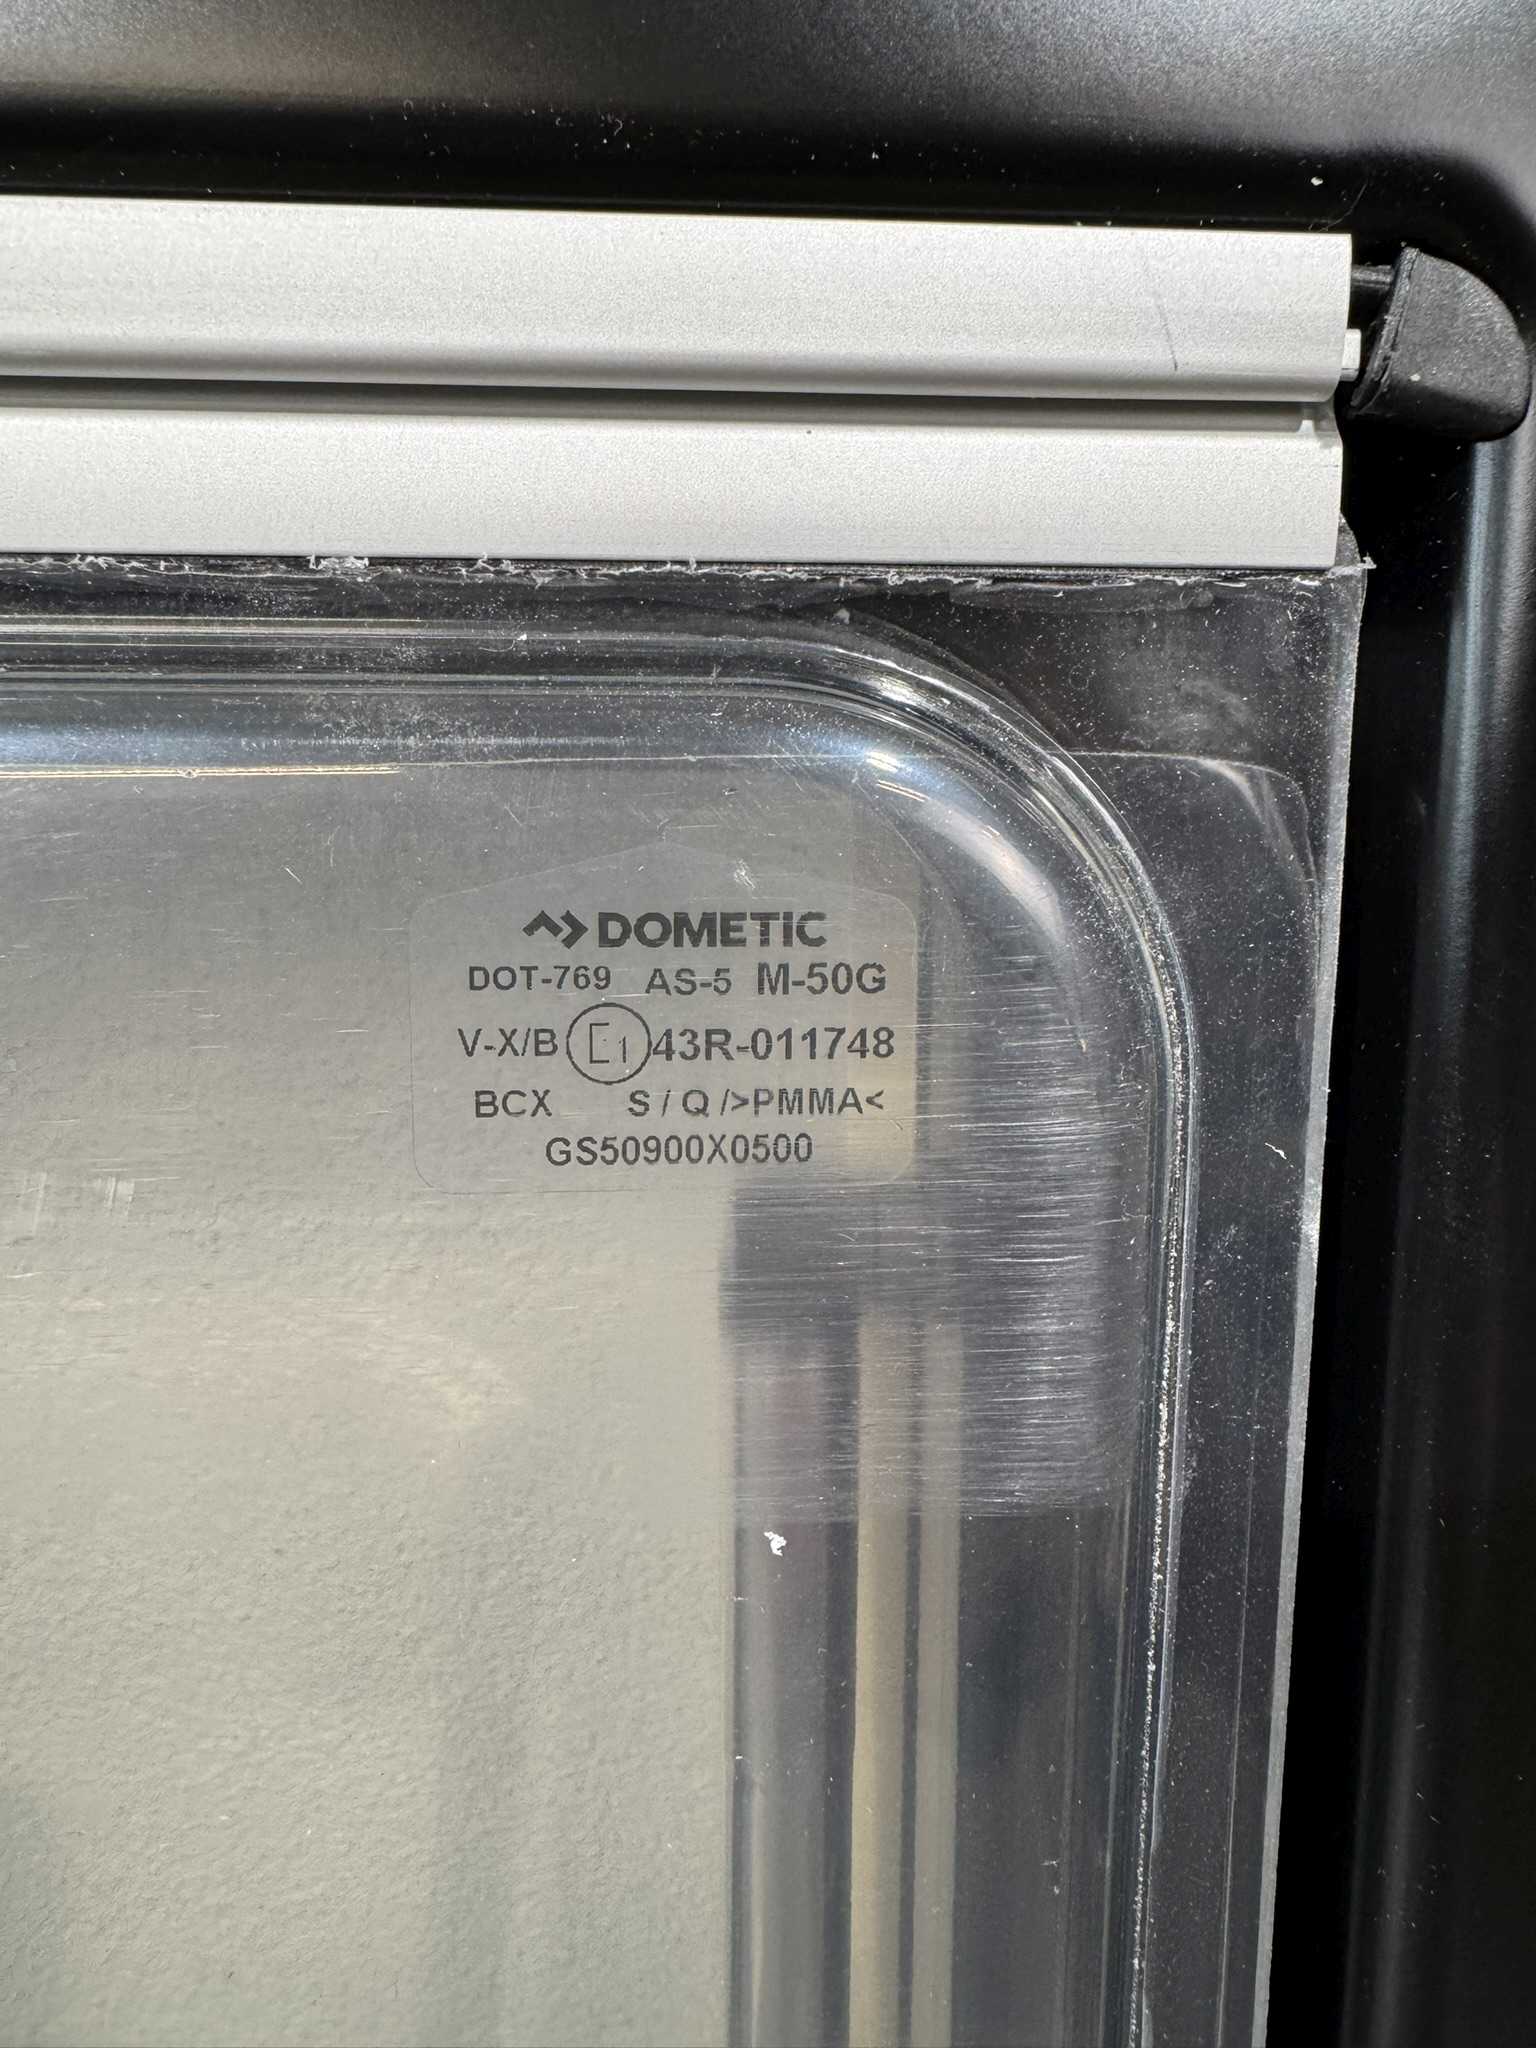 DOMETIC
DOT-769 AS-5 M-50G
V-X/B E1 43R-011748
BCX S / Q />PMMA<
GS50900X0500